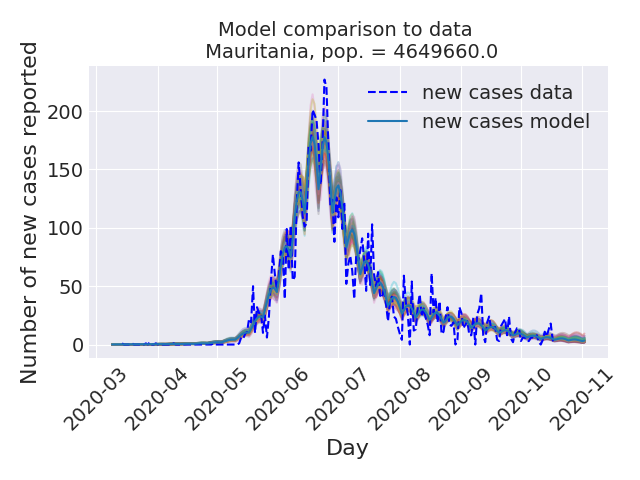 Model comparison to data
Mauritania, pop. = 4649660.0
Number of new cases reported
200
150
100
50
0
new cases data
new cases model
2020-03
2020-04
2020-05
2020-06
2020-07
2020-08
2020-09
2020-10
2020-11
Day